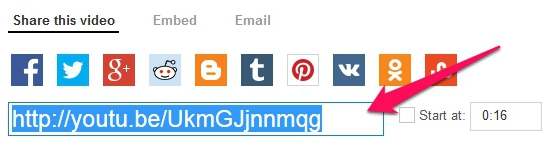 Share this video Embed Email
http://youtu.be/UkmGJjnnmqg Start at: 0:16